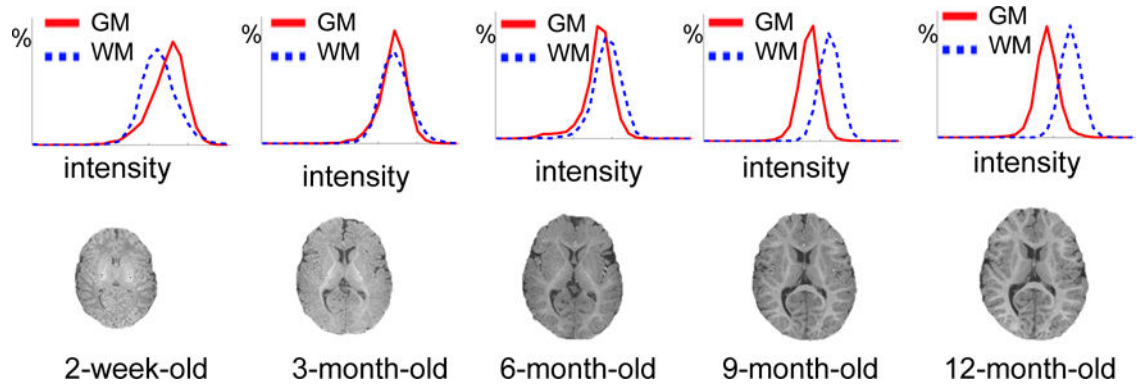 GM
% WM
GM
% WM
GM
% WM
GM
% WM
GM
% WM
intensity
intensity
intensity
intensity
intensity
2-week-old
3-month-old
6-month-old
9-month-old
12-month-old